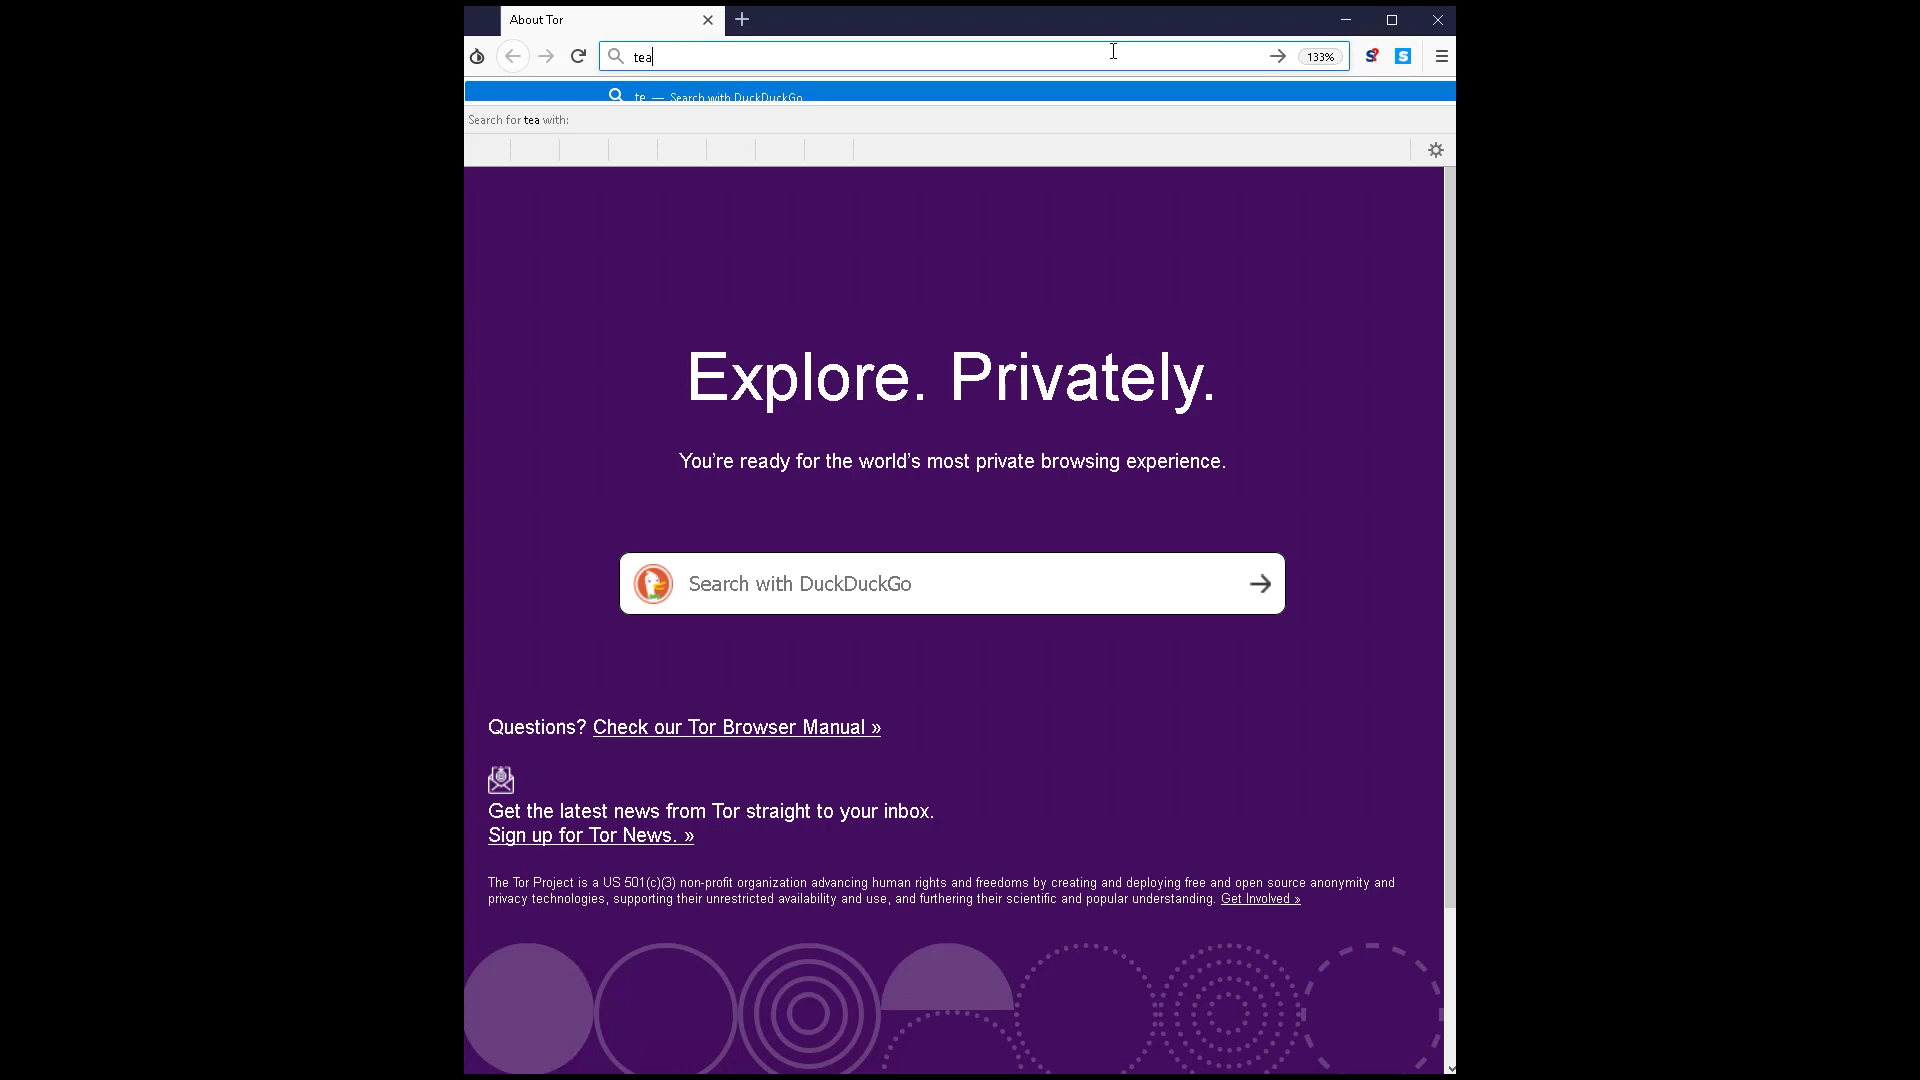 About Tor
tea
133%
te — Search with DuckDuckGo
Search for tea with:
Explore. Privately.
You're ready for the world's most private browsing experience.
Search with DuckDuckGo
Questions? Check our Tor Browser Manual »
Get the latest news from Tor straight to your inbox.
Sign up for Tor News. »
The Tor Project is a US 501(c)(3) non-profit organization advancing human rights and freedoms by creating and deploying free and open source anonymity and
privacy technologies, supporting their unrestricted availability and use, and furthering their scientific and popular understanding. Get Involved »